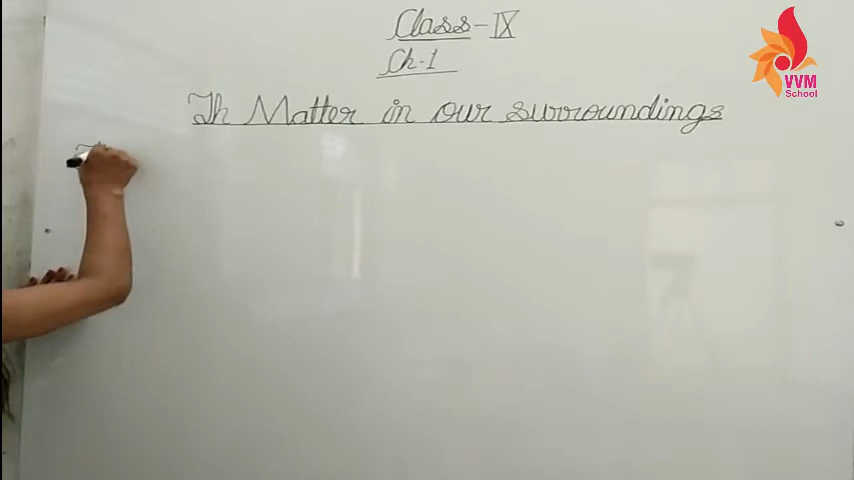 Class - IX
Ch-1
Th Matter in our surroundings
VVM
School